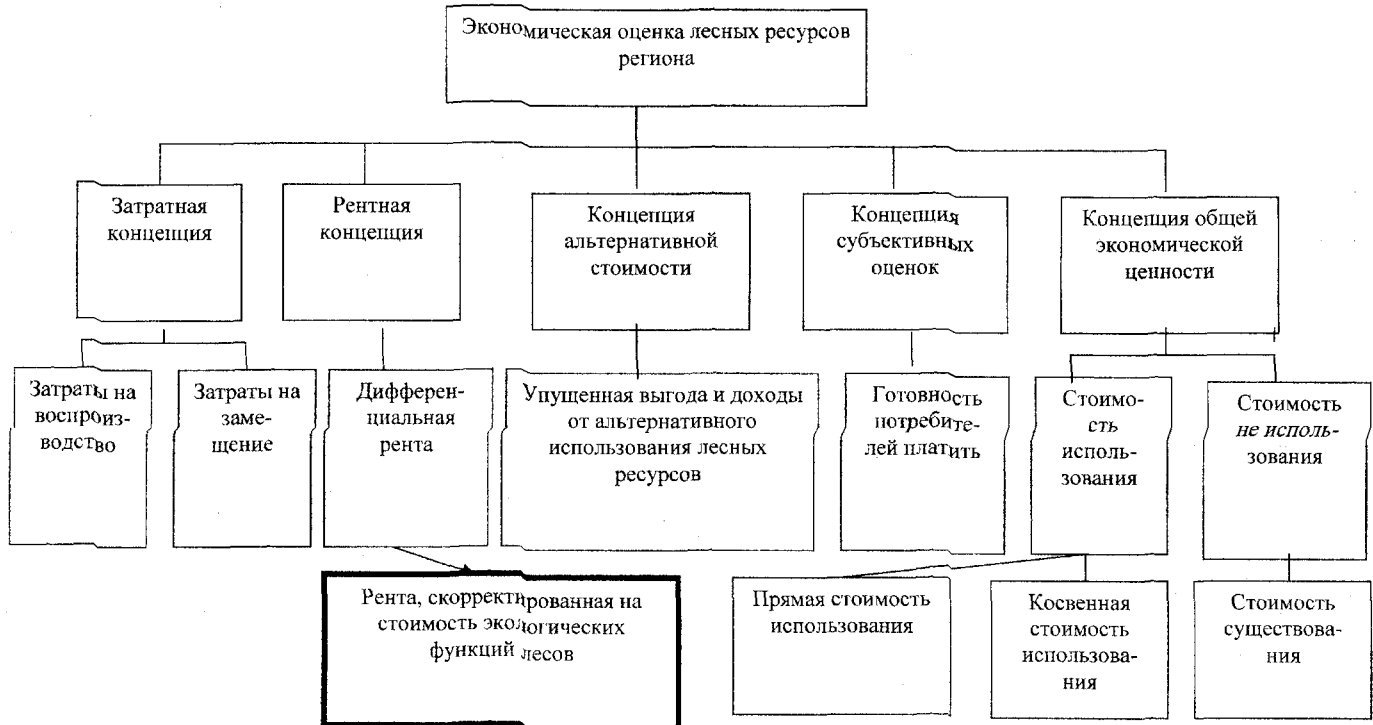 Экономическая оценка лесных ресурсов
региона
Затратная
концепция
Рентная
концепция
Концепция
альтернативной
стоимости
Концепция
субъективных
оценок
Концепция общей
экономической
ценности
Затраты на
воспроиз-
водство
Затраты на
заме-
щение
Дифферен-
циальная
рента
Упущенная выгода и доходы
от альтернативного
использования лесных
ресурсов
Готовность
потребите-
лей платить
Стоимо-
сть
исполь-
зования
Стоимость
не исполь-
зования
Рента, скорректированная на
стоимость экологических
функций лесов
Прямая стоимость
использования
Косвенная
стоимость
использова-
ния
Стоимость
существова-
ния